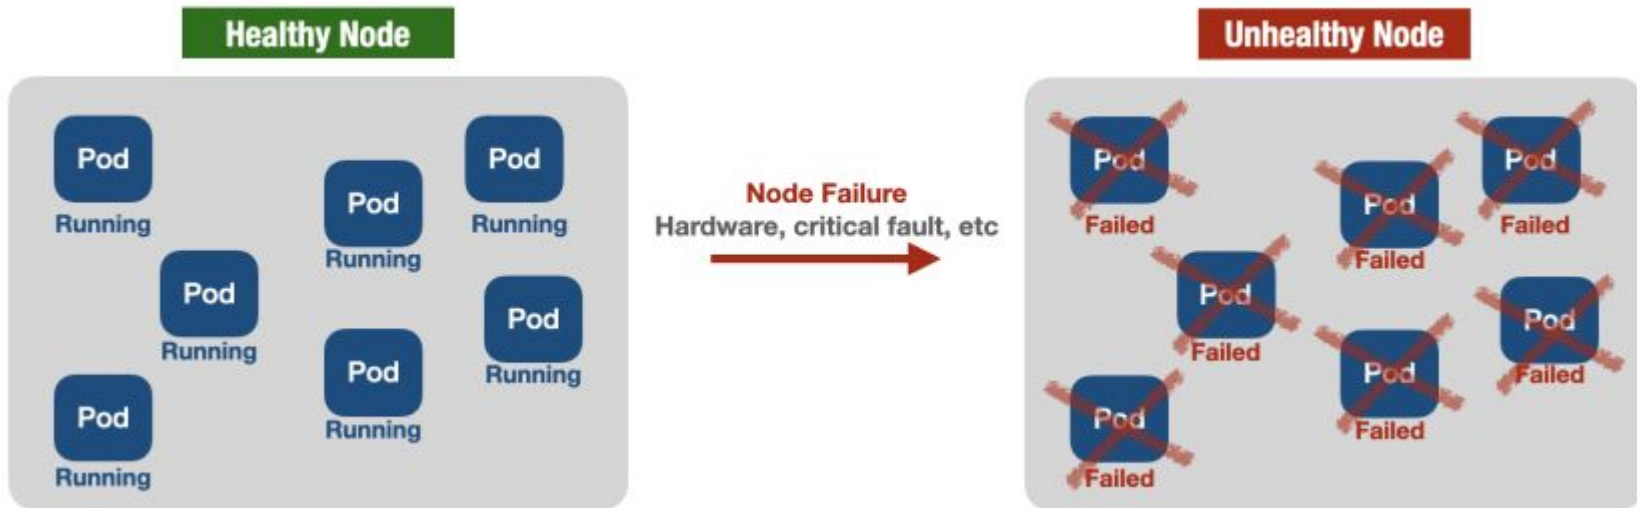 Healthy Node
Pod
Running
Pod
Running
Pod
Running
Pod
Running
Pod
Running
Pod
Running
Pod
Running
Node Failure
Hardware, critical fault, etc
Unhealthy Node
Pod
Failed
Pod
Failed
Pod
Failed
Pod
Failed
Pod
Failed
Pod
Failed
Pod
Failed